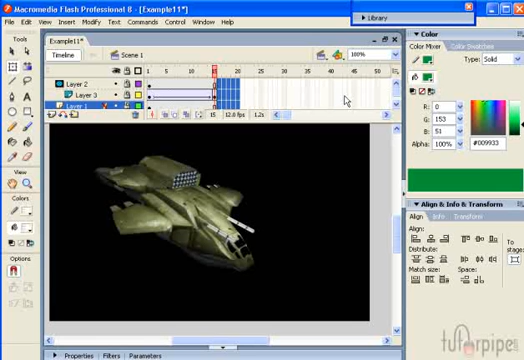 Macromedia Flash Professional 8 - [Example11*]
Library
File Edit View Insert Modify Text Commands Control Window Help
Tools
Example11*
Timeline
Scene 1
100%
1 5 10 15 20 25 30 35 40 45 50
Layer 2
Layer 3
Layer 1
15 12.0 fps 1.2s
View
Colors
Options
Color
Color Mixer Color Swatches
Type: Solid
R: 0
G: 153
B: 51
Alpha: 100%
#009933
Align & Info & Transform
Align Info Transform
Align:
Distribute:
Match size:
Space:
To stage:
Properties Filters Parameters
tutorpipe